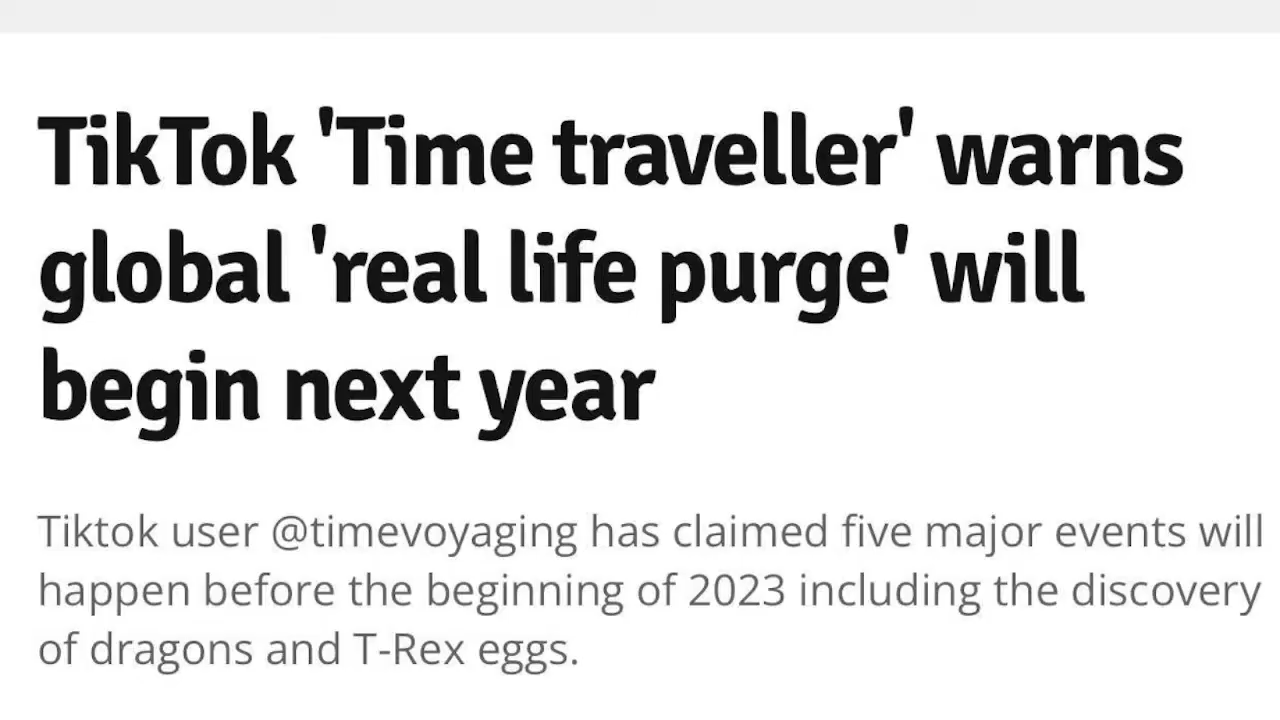 TikTok 'Time traveller' warns
global 'real life purge' will
begin next year
Tiktok user @timevoyaging has claimed five major events will
happen before the beginning of 2023 including the discovery
of dragons and T-Rex eggs.